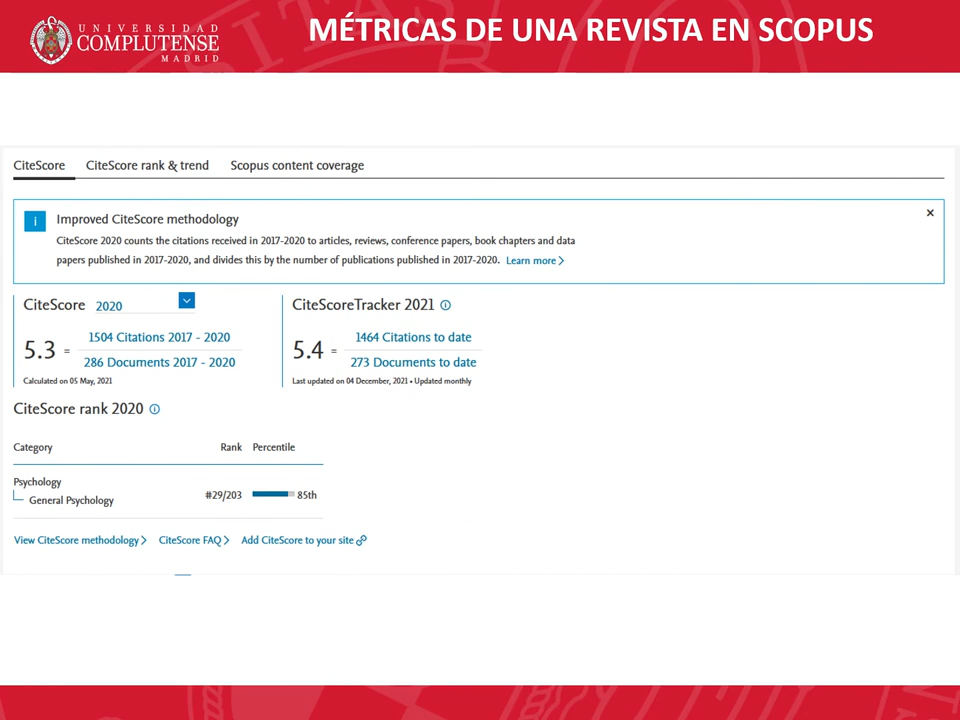 UNIVERSIDAD
COMPLUTENSE
MADRID
MÉTRICAS DE UNA REVISTA EN SCOPUS
CiteScore CiteScore rank & trend Scopus content coverage
i Improved CiteScore methodology ×
CiteScore 2020 counts the citations received in 2017-2020 to articles, reviews, conference papers, book chapters and data
papers published in 2017-2020, and divides this by the number of publications published in 2017-2020. Learn more >
CiteScore 2020
5.3 =
1504 Citations 2017 - 2020
286 Documents 2017 - 2020
Calculated on 05 May, 2021
CiteScoreTracker 2021 i
5.4 =
1464 Citations to date
273 Documents to date
Last updated on 04 December, 2021 • Updated monthly
CiteScore rank 2020 i
Category Rank Percentile
Psychology
General Psychology #29/203 85th
View CiteScore methodology > CiteScore FAQ > Add CiteScore to your site